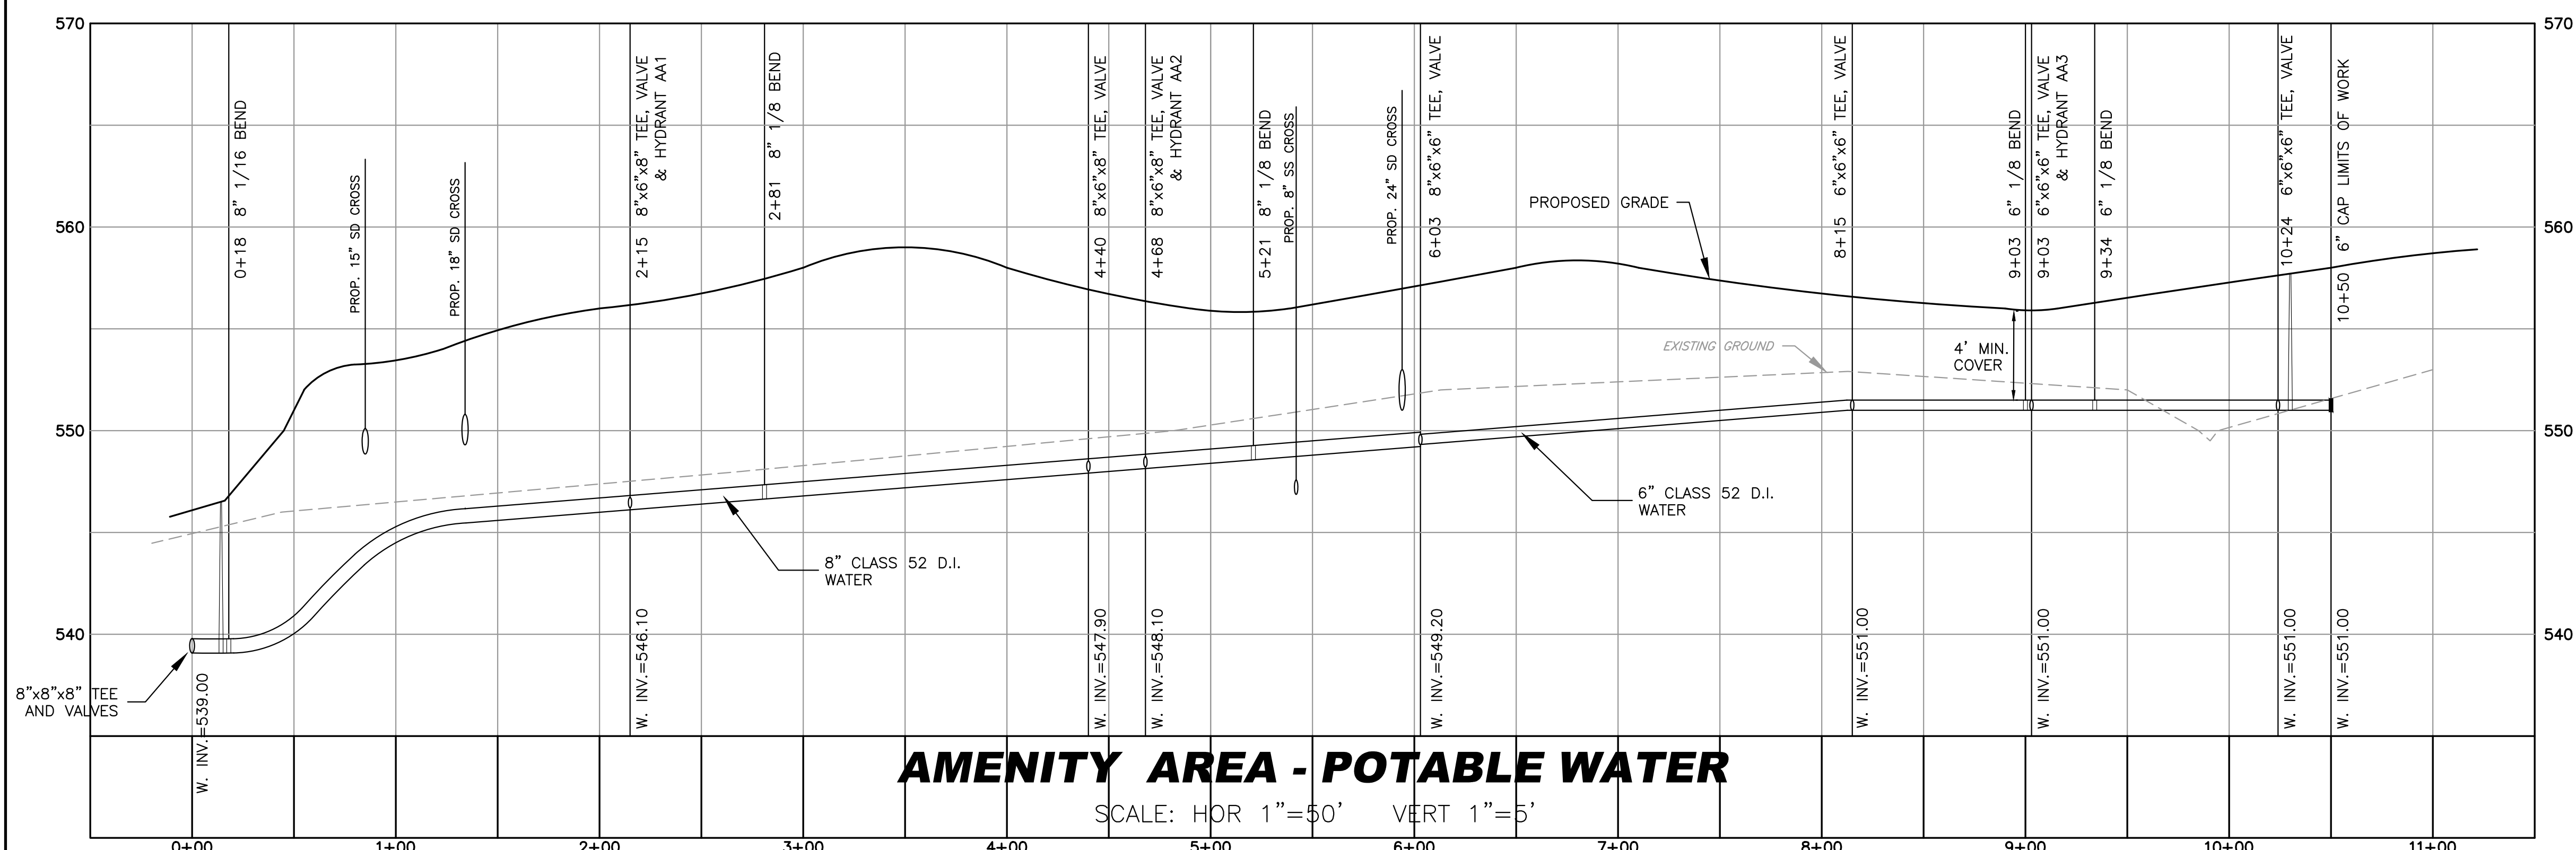 570
570
0+18 8" 1/16 BEND
PROP. 15" SD CROSS
PROP. 18" SD CROSS
2+15 8"x6"x8" TEE, VALVE
& HYDRANT AA1
2+81 8" 1/8 BEND
4+40 8"x6"x8" TEE, VALVE
4+68 8"x6"x8" TEE, VALVE
& HYDRANT AA2
5+21 8" 1/8 BEND
PROP. 8" SS CROSS
PROP. 24" SD CROSS
6+03 8"x6"x6" TEE, VALVE
8+15 6"x6"x6" TEE, VALVE
9+03 6" 1/8 BEND
9+03 6"x6"x6" TEE, VALVE
& HYDRANT AA3
9+34 6" 1/8 BEND
10+24 6"x6"x6" TEE, VALVE
10+50 6" CAP LIMITS OF WORK
560
560
PROPOSED GRADE
EXISTING GROUND
4' MIN.
COVER
550
550
6" CLASS 52 D.I.
WATER
8" CLASS 52 D.I.
WATER
540
540
8"x8"x8" TEE
AND VALVES
W. INV.=539.00
W. INV.=546.10
W. INV.=547.90
W. INV.=548.10
W. INV.=549.20
W. INV.=551.00
W. INV.=551.00
W. INV.=551.00
W. INV.=551.00
AMENITY AREA - POTABLE WATER
SCALE: HOR 1"=50' VERT 1"=5'
0+00 1+00 2+00 3+00 4+00 5+00 6+00 7+00 8+00 9+00 10+00 11+00